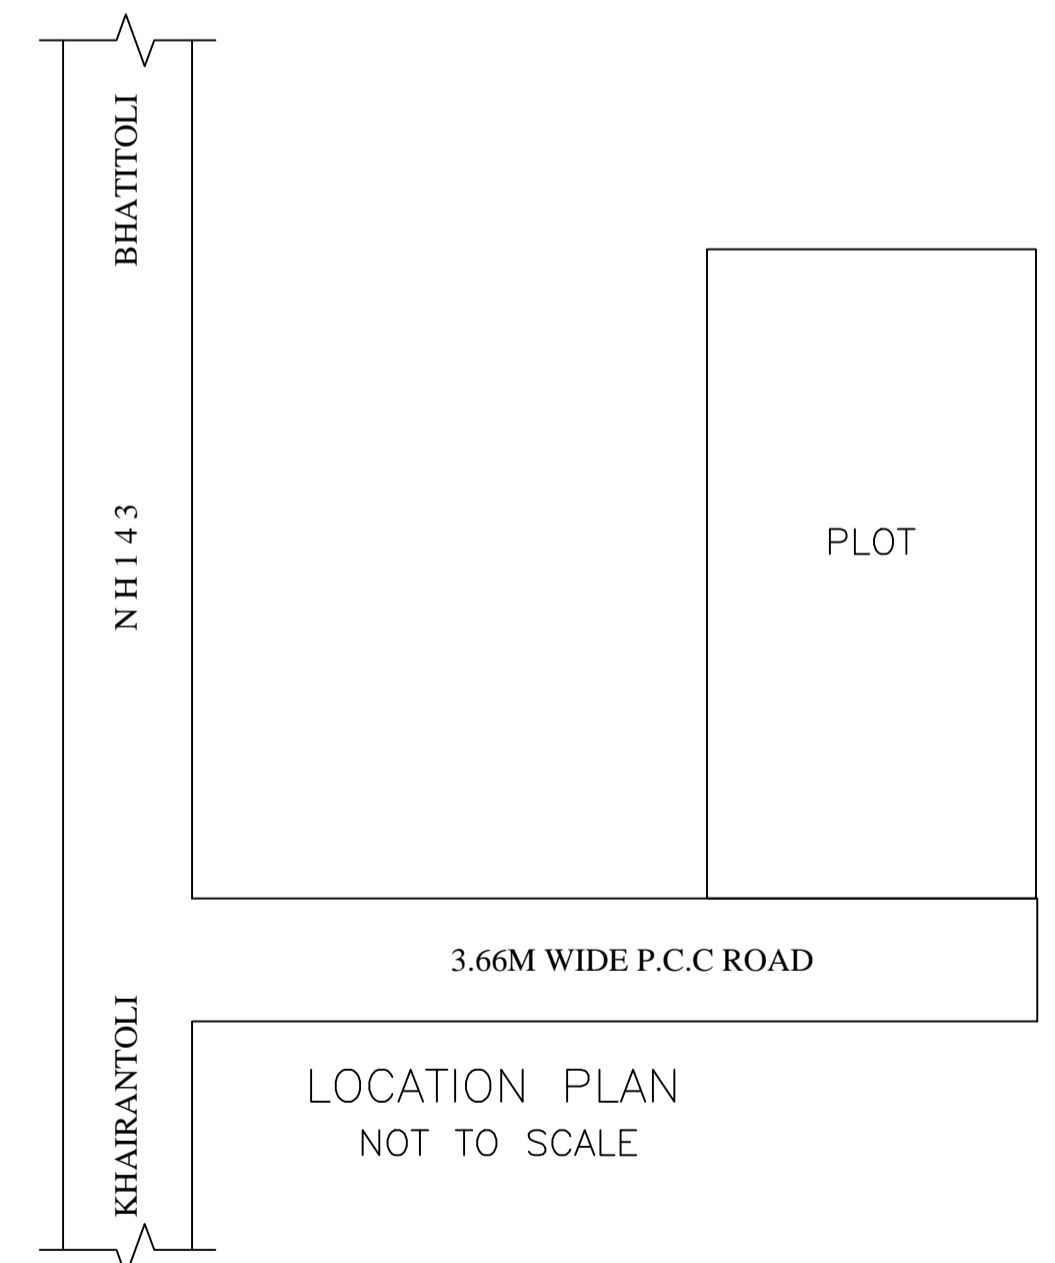 BHATITOLI
N H 1 4 3
PLOT
3.66M WIDE P.C.C ROAD
KHAIRANTOLI
LOCATION PLAN
NOT TO SCALE